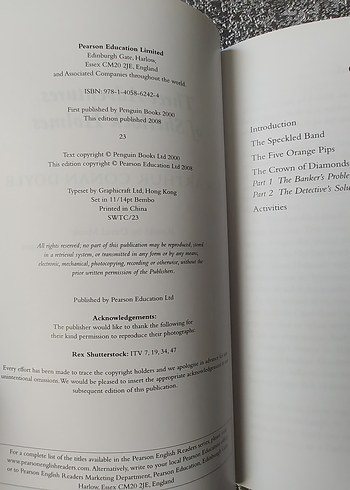 Pearson Education Limited
Edinburgh Gate, Harlow,
Essex CM20 2JE, England
and Associated Companies throughout the world.
ISBN: 978-1-4058-6242-4
First published by Penguin Books 2000
This edition published 2008
23
Text copyright © Penguin Books Ltd 2000
This edition copyright © Pearson Education Ltd 2008
Typeset by Graphicraft Ltd, Hong Kong
Set in 11/14pt Bembo
Printed in China
SWTC/23
All rights reserved; no part of this publication may be reproduced, stored
in a retrieval system, or transmitted in any form or by any means,
electronic, mechanical, photocopying, recording or otherwise, without the
prior written permission of the Publishers.
Published by Pearson Education Ltd
Acknowledgements:
The publisher would like to thank the following for
their kind permission to reproduce their photographs:
Rex Shutterstock: ITV 7, 19, 34, 47
Every effort has been made to trace the copyright holders and we apologise in advance for any
unintentional omissions. We would be pleased to insert the appropriate acknowledgement in any
subsequent edition of this publication.
For a complete list of the titles available in the Pearson English Readers series, please
www.pearsonenglishreaders.com. Alternatively, write to your local Pearson Education
or to Pearson English Readers Marketing Department, Pearson Education, Edinburgh
Harlow, Essex CM20 2JE, England
Introduction
The Speckled Band
The Five Orange Pips
The Crown of Diamonds
Part 1 The Banker's Proble
Part 2 The Detective's Solu
Activities